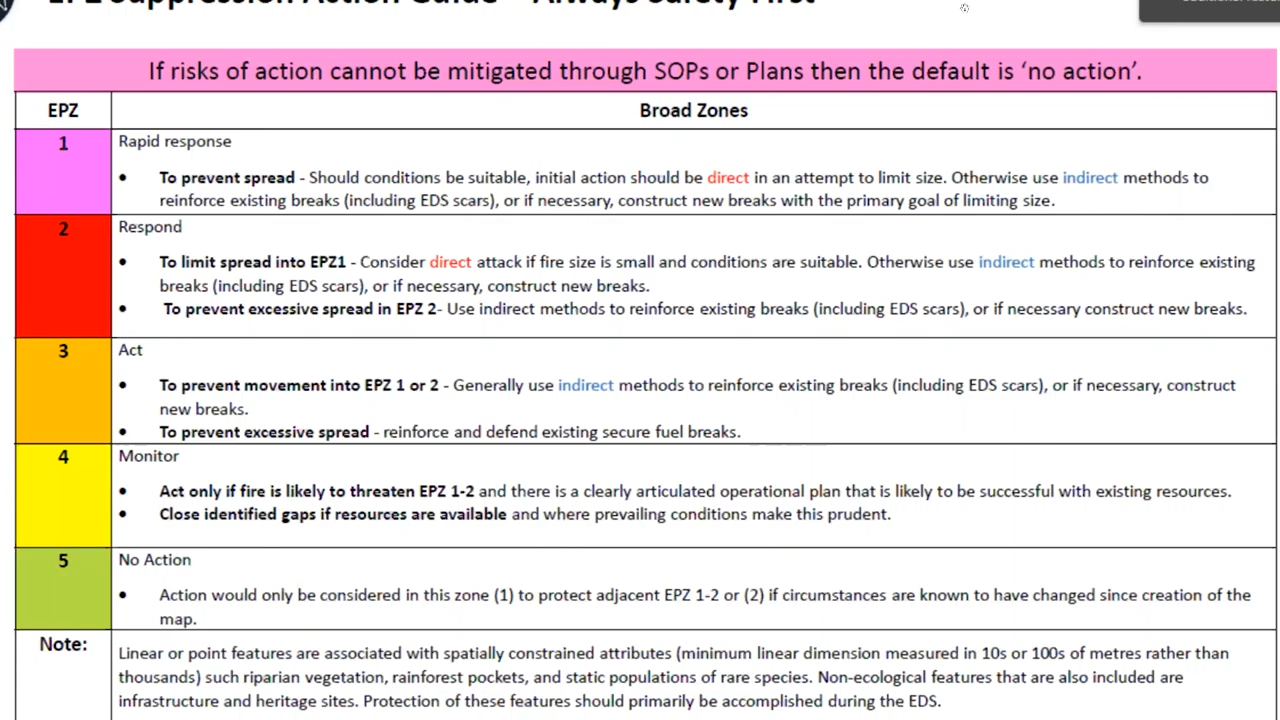 EPZ Suppression Action Guide – Always Safety First
If risks of action cannot be mitigated through SOPs or Plans then the default is ‘no action’.
EPZ Broad Zones
1 Rapid response
• To prevent spread - Should conditions be suitable, initial action should be direct in an attempt to limit size. Otherwise use indirect methods to
reinforce existing breaks (including EDS scars), or if necessary, construct new breaks with the primary goal of limiting size.
2 Respond
• To limit spread into EPZ1 - Consider direct attack if fire size is small and conditions are suitable. Otherwise use indirect methods to reinforce existing
breaks (including EDS scars), or if necessary, construct new breaks.
• To prevent excessive spread in EPZ 2- Use indirect methods to reinforce existing breaks (including EDS scars), or if necessary construct new breaks.
3 Act
• To prevent movement into EPZ 1 or 2 - Generally use indirect methods to reinforce existing breaks (including EDS scars), or if necessary, construct
new breaks.
• To prevent excessive spread - reinforce and defend existing secure fuel breaks.
4 Monitor
• Act only if fire is likely to threaten EPZ 1-2 and there is a clearly articulated operational plan that is likely to be successful with existing resources.
• Close identified gaps if resources are available and where prevailing conditions make this prudent.
5 No Action
• Action would only be considered in this zone (1) to protect adjacent EPZ 1-2 or (2) if circumstances are known to have changed since creation of the
map.
Note:
Linear or point features are associated with spatially constrained attributes (minimum linear dimension measured in 10s or 100s of metres rather than
thousands) such riparian vegetation, rainforest pockets, and static populations of rare species. Non-ecological features that are also included are
infrastructure and heritage sites. Protection of these features should primarily be accomplished during the EDS.